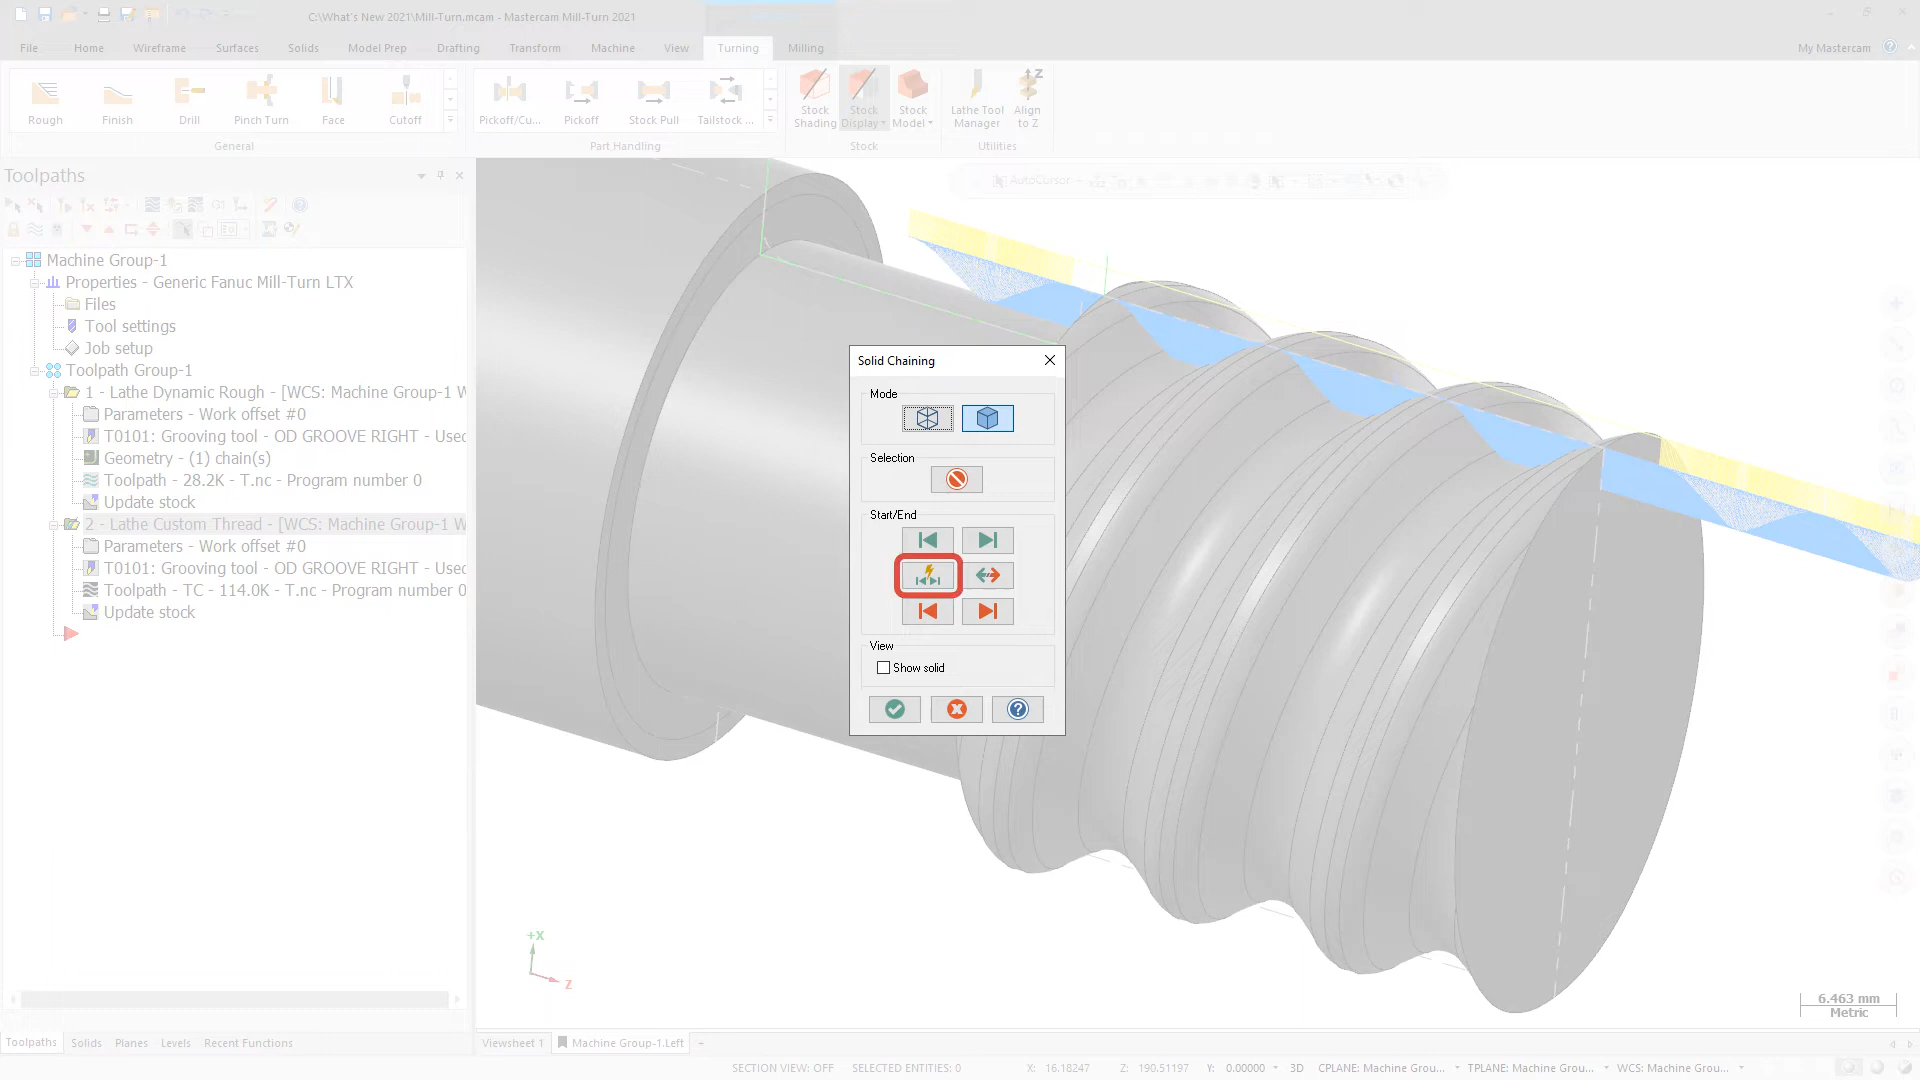 C:\What's New 2021\Mill-Turn.mcam - Mastercam Mill-Turn 2021
File Home Wireframe Surfaces Solids Model Prep Drafting Transform Machine View Turning Milling My Mastercam
Rough Finish Drill Pinch Turn Face Cutoff Pickoff/Cu... Pickoff Stock Pull Tailstock ... Stock Shading Stock Display Stock Model Lathe Tool Manager Align to Z
General Part Handling Stock Utilities
Toolpaths
AutoCursor
G1
Machine Group-1
Properties - Generic Fanuc Mill-Turn LTX
Files
Tool settings
Job setup
Toolpath Group-1
1 - Lathe Dynamic Rough - [WCS: Machine Group-1 W
Parameters - Work offset #0
T0101: Grooving tool - OD GROOVE RIGHT - Used
Geometry - (1) chain(s)
Toolpath - 28.2K - T.nc - Program number 0
Update stock
2 - Lathe Custom Thread - [WCS: Machine Group-1 W
Parameters - Work offset #0
T0101: Grooving tool - OD GROOVE RIGHT - Used
Toolpath - TC - 114.0K - T.nc - Program number 0
Update stock
Solid Chaining
Mode
Selection
Start/End
View
Show solid
+X
Z
6.463 mm
Metric
Toolpaths Solids Planes Levels Recent Functions Viewsheet 1 Machine Group-1.Left
SECTION VIEW: OFF SELECTED ENTITIES: 0 X: 16.18247 Z: 190.51197 Y: 0.00000 3D CPLANE: Machine Grou... TPLANE: Machine Grou... WCS: Machine Grou...